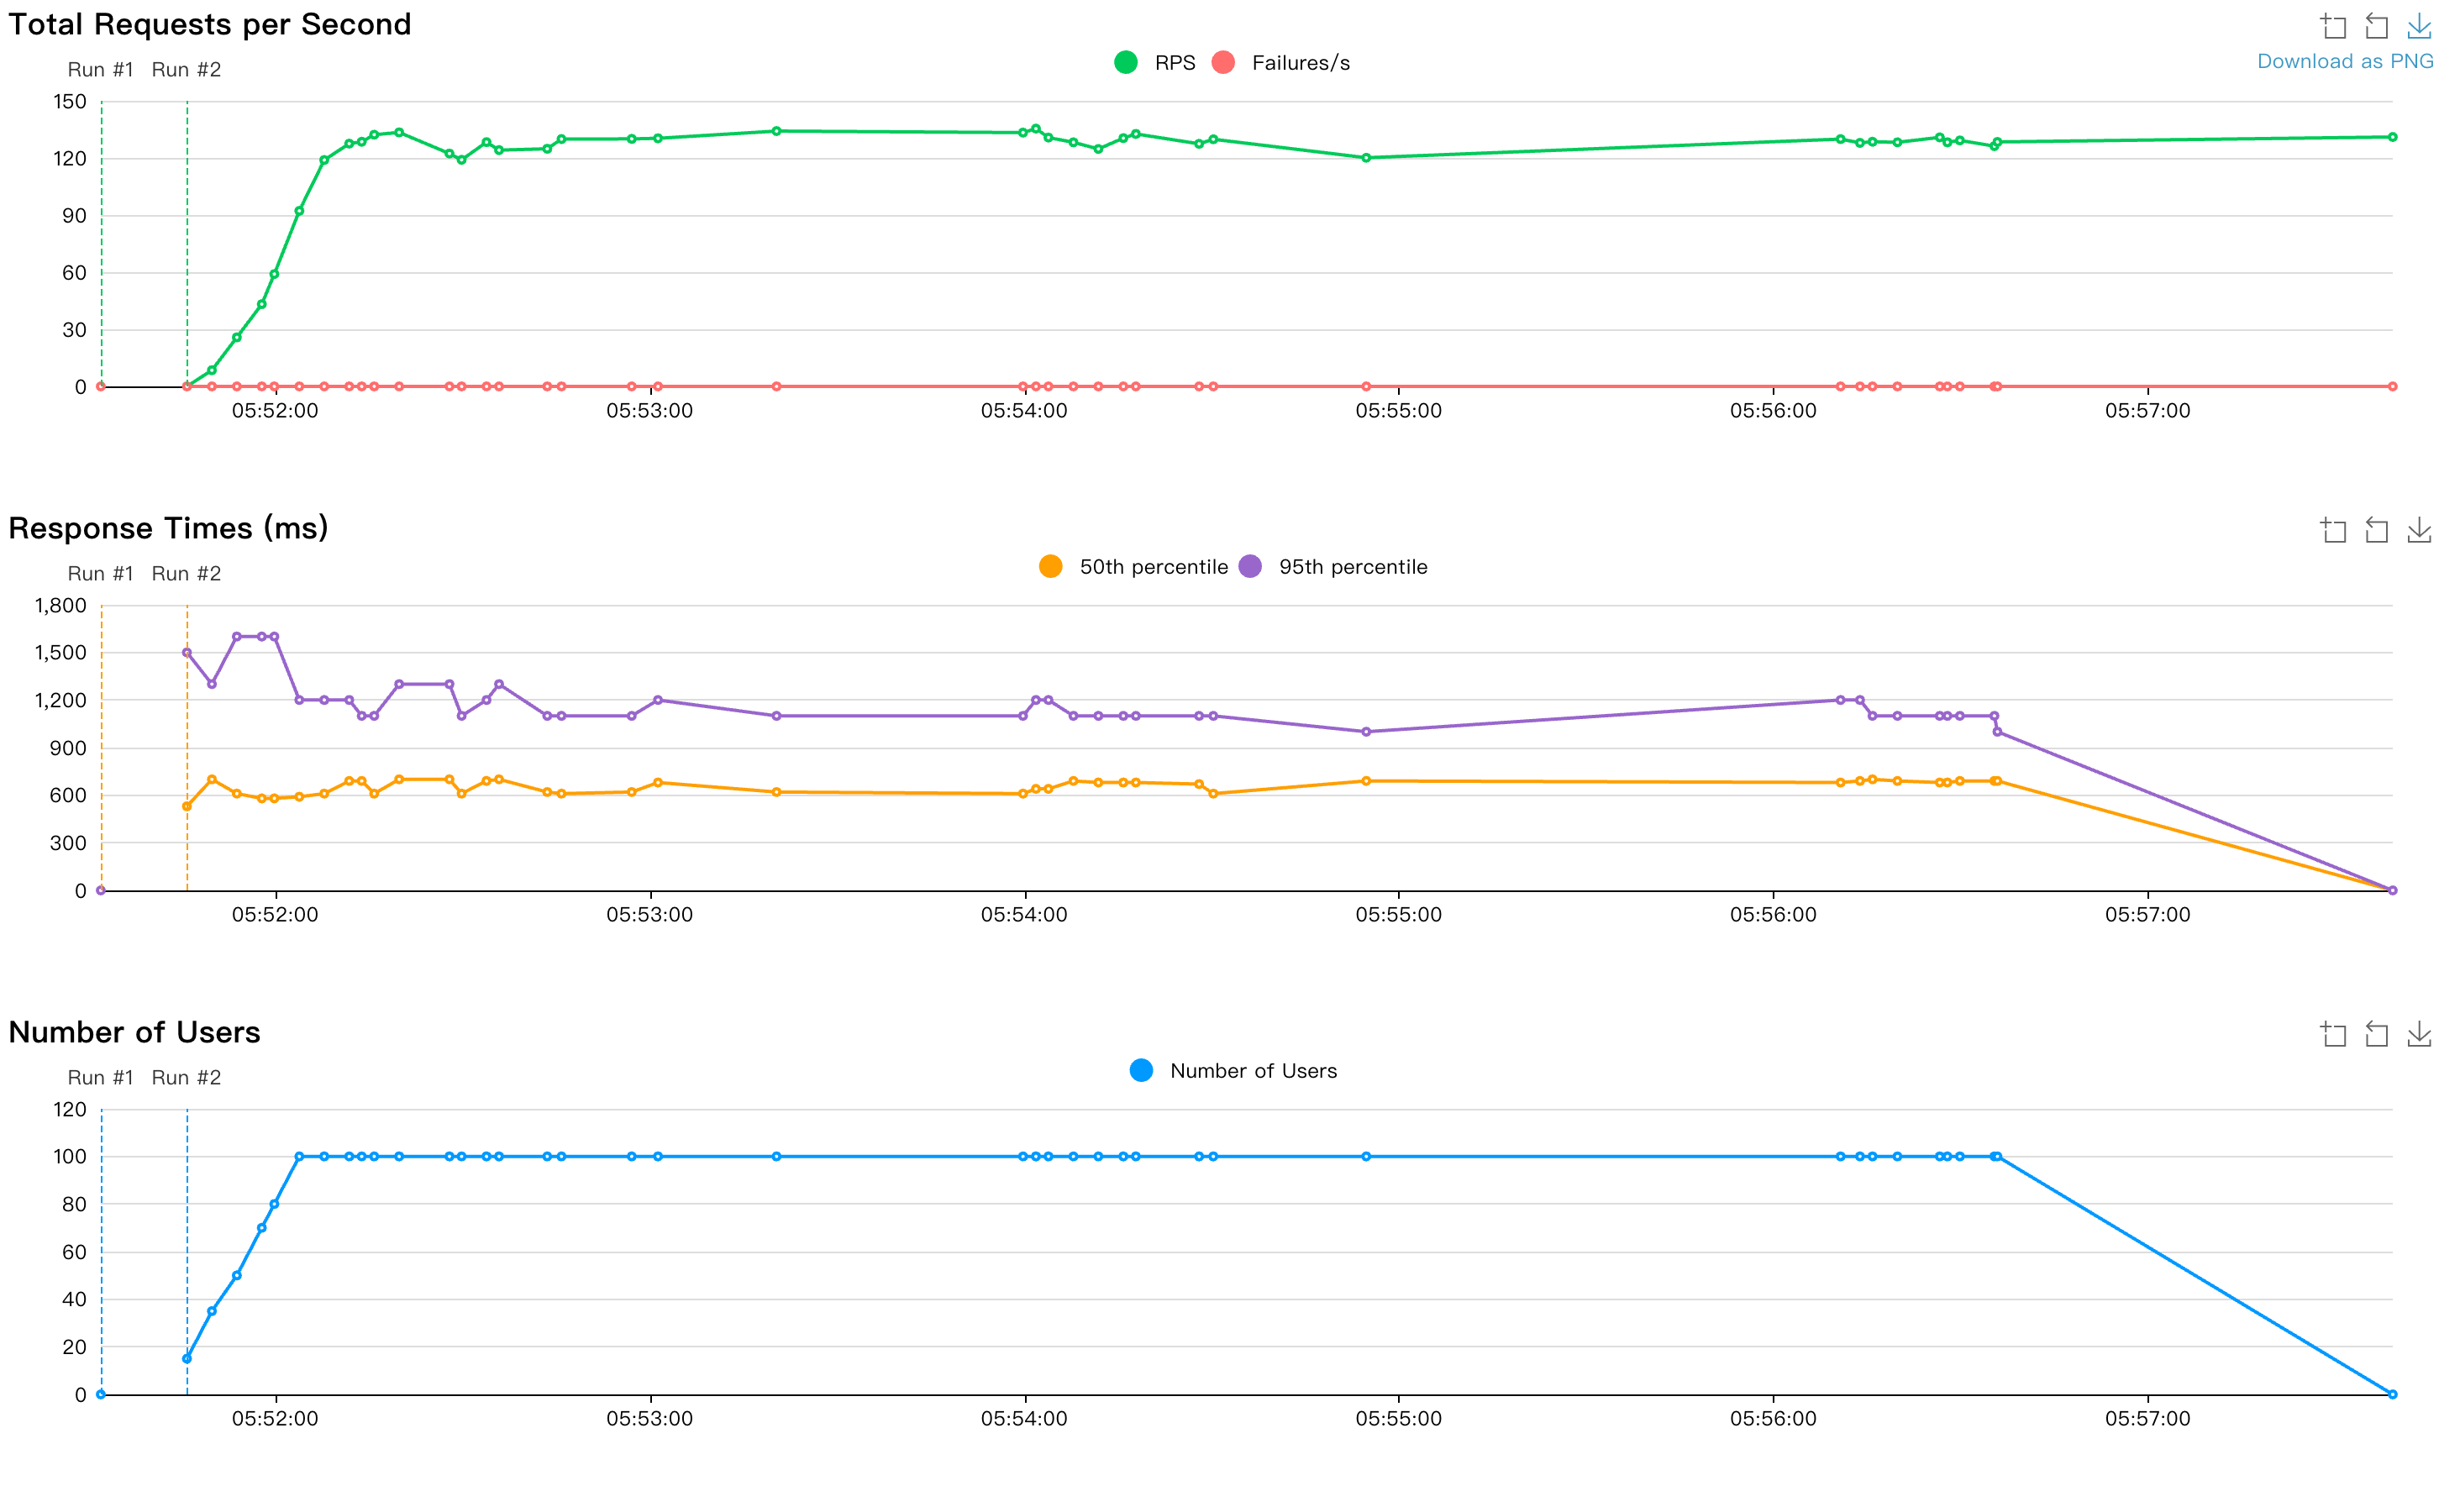 Total Requests per Second
RPS Failures/s
Download as PNG
Run #1 Run #2
150
120
90
60
30
0
05:52:00 05:53:00 05:54:00 05:55:00 05:56:00 05:57:00
Response Times (ms)
50th percentile 95th percentile
Run #1 Run #2
1,800
1,500
1,200
900
600
300
0
05:52:00 05:53:00 05:54:00 05:55:00 05:56:00 05:57:00
Number of Users
Number of Users
Run #1 Run #2
120
100
80
60
40
20
0
05:52:00 05:53:00 05:54:00 05:55:00 05:56:00 05:57:00